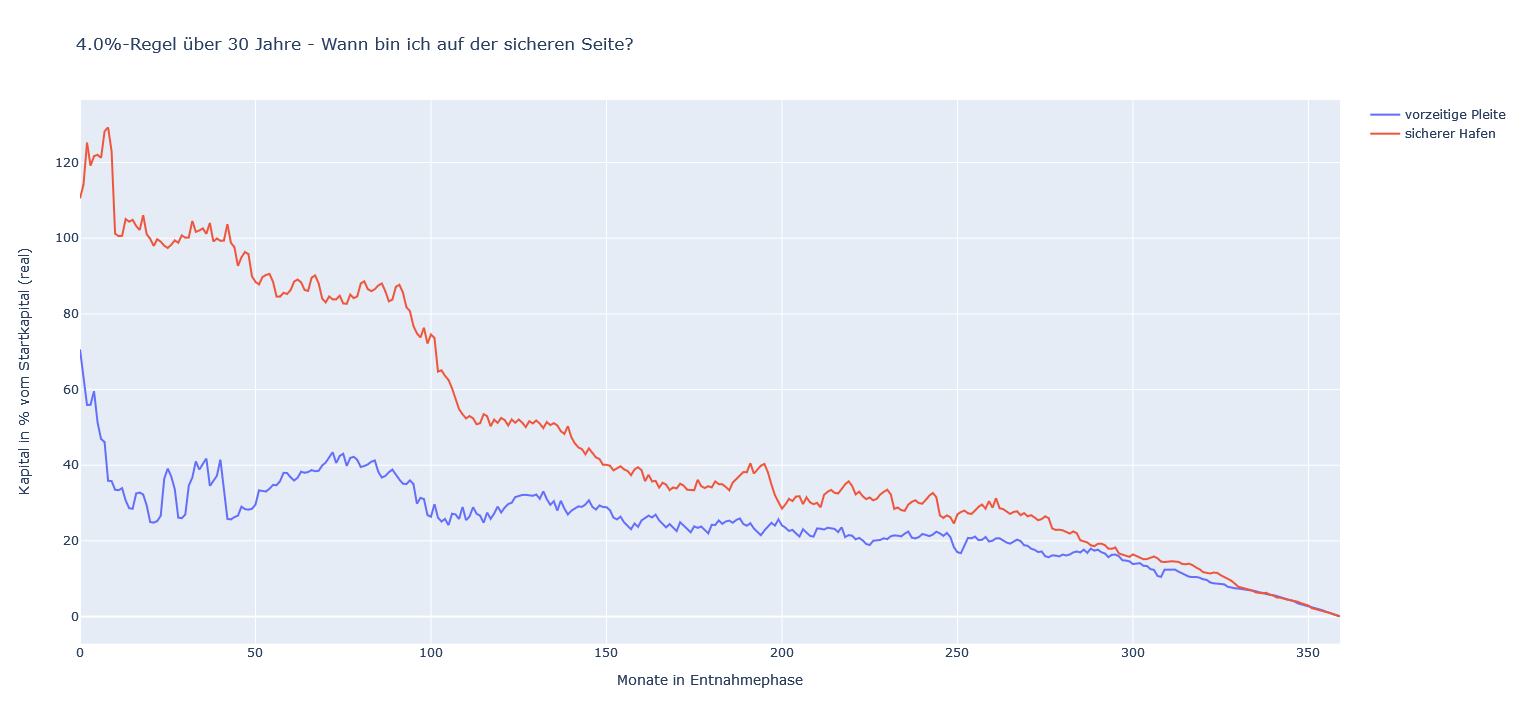 4.0%-Regel über 30 Jahre - Wann bin ich auf der sicheren Seite?
vorzeitige Pleite
sicherer Hafen
Kapital in % vom Startkapital (real)
120
100
80
60
40
20
0
0 50 100 150 200 250 300 350
Monate in Entnahmephase